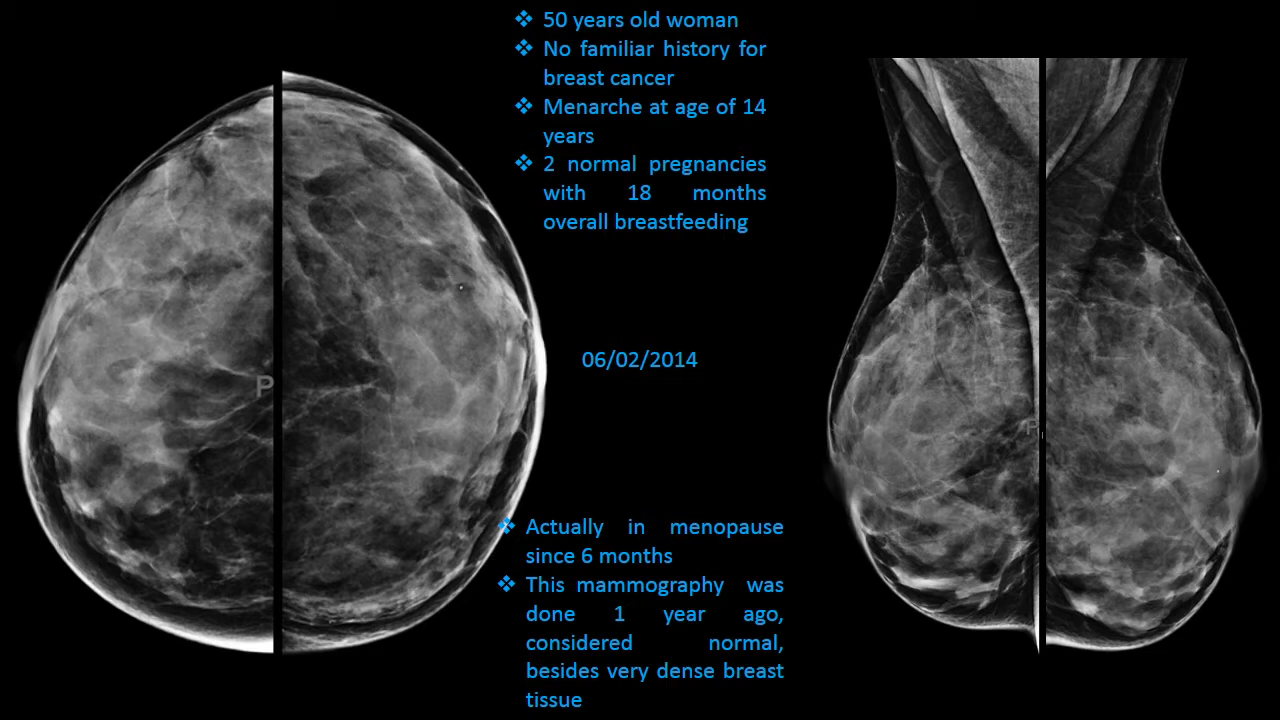 ❖ 50 years old woman
❖ No familiar history for
breast cancer
❖ Menarche at age of 14
years
❖ 2 normal pregnancies
with 18 months
overall breastfeeding
06/02/2014
P
P
❖ Actually in menopause
since 6 months
❖ This mammography was
done 1 year ago,
considered normal,
besides very dense breast
tissue